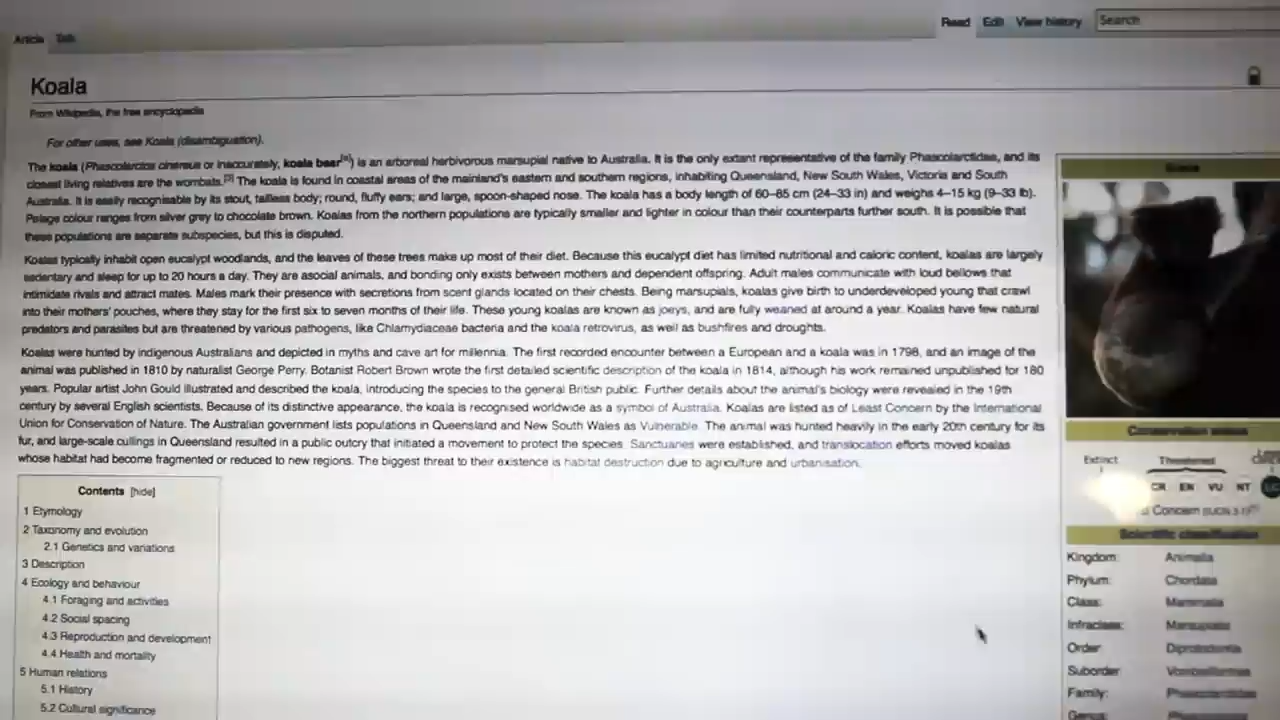 Read Edit View history Search
Article Talk
Koala
From Wikipedia, the free encyclopedia
For other uses, see Koala (disambiguation).
The koala (Phascolarctos cinereus or inaccurately, koala bear[a]) is an arboreal herbivorous marsupial native to Australia. It is the only extant representative of the family Phascolarctidae, and its
closest living relatives are the wombats.[3] The koala is found in coastal areas of the mainland's eastern and southern regions, inhabiting Queensland, New South Wales, Victoria and South
Australia. It is easily recognisable by its stout, tailless body; round, fluffy ears; and large, spoon-shaped nose. The koala has a body length of 60–85 cm (24–33 in) and weighs 4–15 kg (9–33 lb).
Pelage colour ranges from silver grey to chocolate brown. Koalas from the northern populations are typically smaller and lighter in colour than their counterparts further south. It is possible that
these populations are separate subspecies, but this is disputed.
Koalas typically inhabit open eucalypt woodlands, and the leaves of these trees make up most of their diet. Because this eucalypt diet has limited nutritional and caloric content, koalas are largely
sedentary and sleep for up to 20 hours a day. They are asocial animals, and bonding only exists between mothers and dependent offspring. Adult males communicate with loud bellows that
intimidate rivals and attract mates. Males mark their presence with secretions from scent glands located on their chests. Being marsupials, koalas give birth to underdeveloped young that crawl
into their mothers' pouches, where they stay for the first six to seven months of their life. These young koalas are known as joeys, and are fully weaned at around a year. Koalas have few natural
predators and parasites but are threatened by various pathogens, like Chlamydiaceae bacteria and the koala retrovirus, as well as bushfires and droughts.
Koalas were hunted by indigenous Australians and depicted in myths and cave art for millennia. The first recorded encounter between a European and a koala was in 1798, and an image of the
animal was published in 1810 by naturalist George Perry. Botanist Robert Brown wrote the first detailed scientific description of the koala in 1814, although his work remained unpublished for 180
years. Popular artist John Gould illustrated and described the koala, introducing the species to the general British public. Further details about the animal's biology were revealed in the 19th
century by several English scientists. Because of its distinctive appearance, the koala is recognised worldwide as a symbol of Australia. Koalas are listed as of Least Concern by the International
Union for Conservation of Nature. The Australian government lists populations in Queensland and New South Wales as Vulnerable. The animal was hunted heavily in the early 20th century for its
fur, and large-scale cullings in Queensland resulted in a public outcry that initiated a movement to protect the species. Sanctuaries were established, and translocation efforts moved koalas
whose habitat had become fragmented or reduced to new regions. The biggest threat to their existence is habitat destruction due to agriculture and urbanisation.
Contents [hide]
1 Etymology
2 Taxonomy and evolution
2.1 Genetics and variations
3 Description
4 Ecology and behaviour
4.1 Foraging and activities
4.2 Social spacing
4.3 Reproduction and development
4.4 Health and mortality
5 Human relations
5.1 History
5.2 Cultural significance
Koala
Conservation status
Extinct Threatened
CR EN VU NT LC
Concern (IUCN 3.1)
Scientific classification
Kingdom: Animalia
Phylum: Chordata
Class: Mammalia
Infraclass: Marsupialia
Order: Diprotodontia
Suborder: Vombatiformes
Family: Phascolarctidae
Genus: